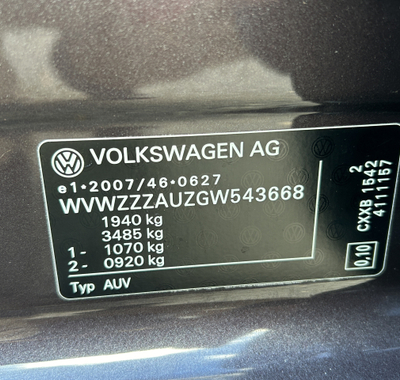 VOLKSWAGEN AG
e1*2007/46*0627
WVWZZZAUZGW543668
1940 kg
3485 kg
1- 1070 kg
2- 0920 kg
Typ AUV
0,10
2
CXXB 1542
4111157